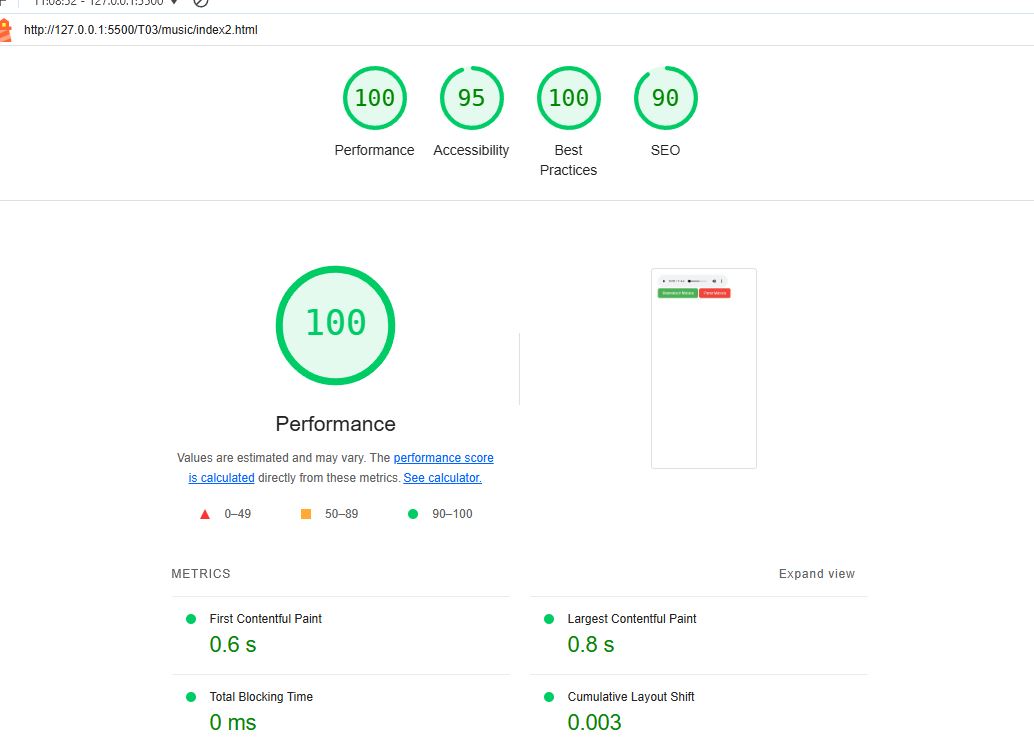 11:08:52 - 127.0.0.1:5500
http://127.0.0.1:5500/T03/music/index2.html
100
95
100
90
Performance
Accessibility
Best
Practices
SEO
100
Performance
Values are estimated and may vary. The performance score
is calculated directly from these metrics. See calculator.
0–49
50–89
90–100
METRICS
Expand view
First Contentful Paint
0.6 s
Largest Contentful Paint
0.8 s
Total Blocking Time
0 ms
Cumulative Layout Shift
0.003